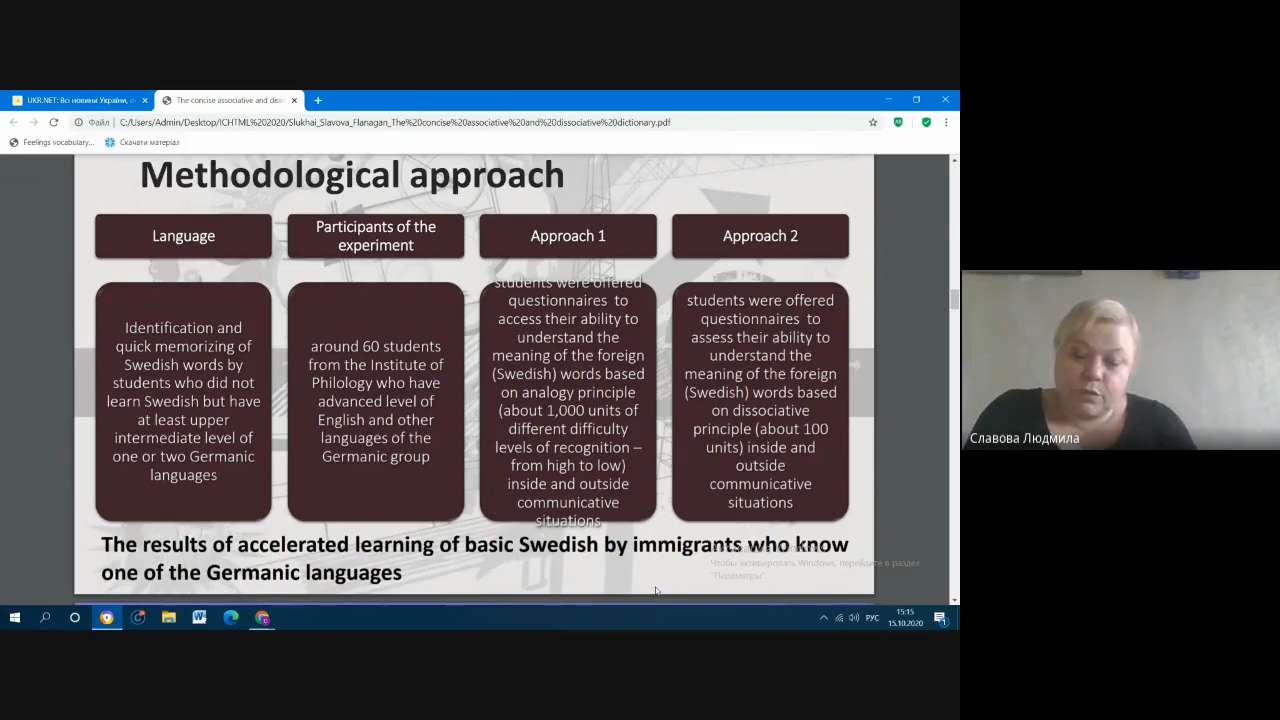 UKR.NET: Всі новини України, о
The concise associative and diss
Файл
C:/Users/Admin/Desktop/ICHTML%202020/Slukhai_Slavova_Flanagan_The%20concise%20associative%20and%20dissociative%20dictionary.pdf
Feelings vocabulary...
Скачати матеріал
Methodological approach
Language
Identification and
quick memorizing of
Swedish words by
students who did not
learn Swedish but have
at least upper
intermediate level of
one or two Germanic
languages
Participants of the
experiment
around 60 students
from the Institute of
Philology who have
advanced level of
English and other
languages of the
Germanic group
Approach 1
students were offered
questionnaires to
access their ability to
understand the
meaning of the foreign
(Swedish) words based
on analogy principle
(about 1,000 units of
different difficulty
levels of recognition –
from high to low)
inside and outside
communicative
situations
Approach 2
students were offered
questionnaires to
assess their ability to
understand the
meaning of the foreign
(Swedish) words based
on dissociative
principle (about 100
units) inside and
outside
communicative
situations
The results of accelerated learning of basic Swedish by immigrants who know
one of the Germanic languages
Чтобы активировать Windows, перейдите в раздел
"Параметры".
РУС
15:15
15.10.2020
Славова Людмила